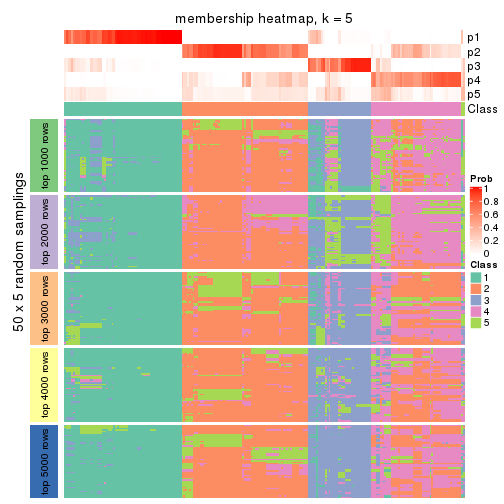 membership heatmap, k = 5
p1
p2
p3
p4
p5
Class
50 x 5 random samplings
top 1000 rows
top 2000 rows
top 3000 rows
top 4000 rows
top 5000 rows
Prob
1
0.8
0.6
0.4
0.2
0
Class
1
2
3
4
5